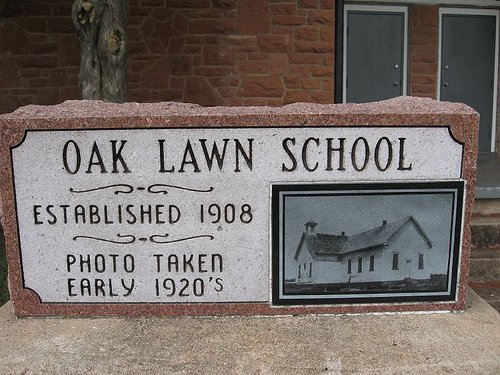 OAK LAWN SCHOOL
ESTABLISHED 1908
PHOTO TAKEN
EARLY 1920'S